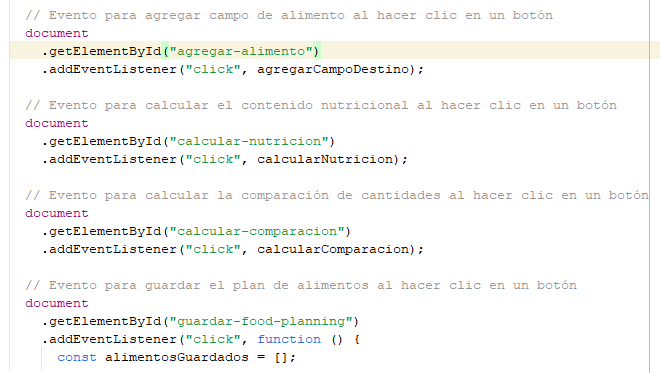 // Evento para agregar campo de alimento al hacer clic en un botón
document
.getElementById("agregar-alimento")
.addEventListener("click", agregarCampoDestino);
// Evento para calcular el contenido nutricional al hacer clic en un botón
document
.getElementById("calcular-nutricion")
.addEventListener("click", calcularNutricion);
// Evento para calcular la comparación de cantidades al hacer clic en un botón
document
.getElementById("calcular-comparacion")
.addEventListener("click", calcularComparacion);
// Evento para guardar el plan de alimentos al hacer clic en un botón
document
.getElementById("guardar-food-planning")
.addEventListener("click", function () {
const alimentosGuardados = [];